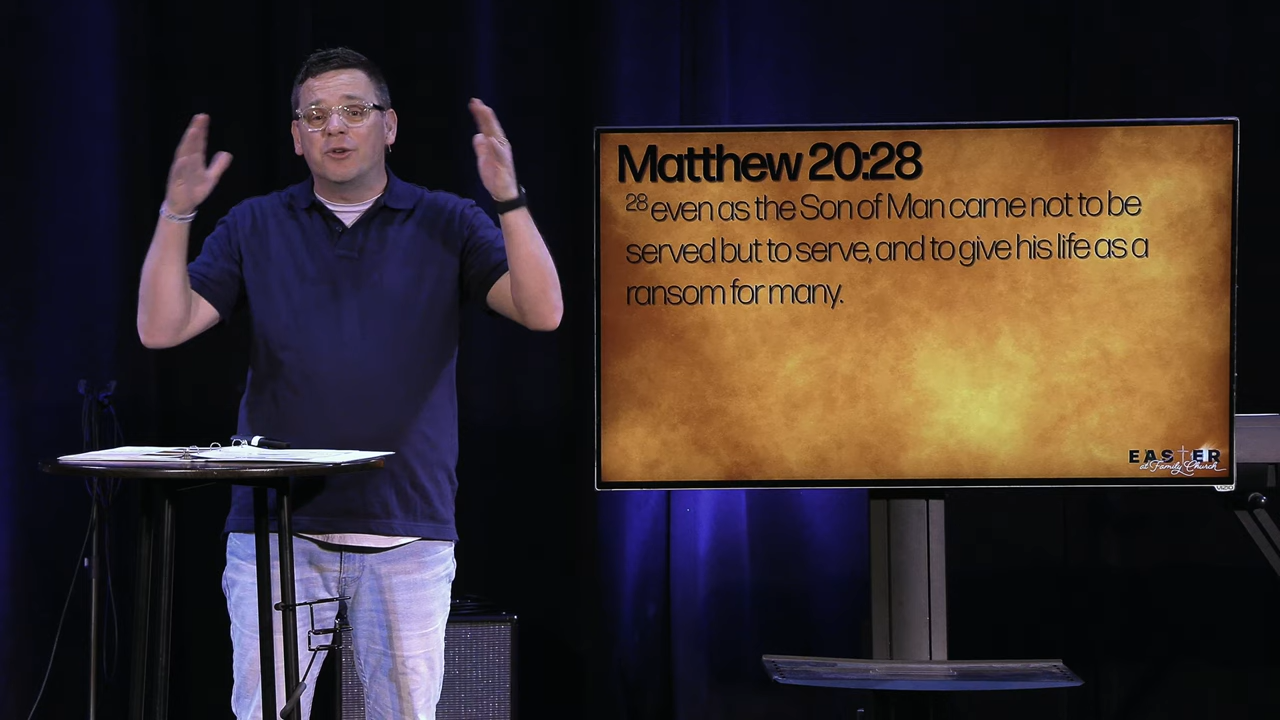 Matthew 20:28
28 even as the Son of Man came not to be
served but to serve, and to give his life as a
ransom for many.
EASTER
at Family Church
VIZIO